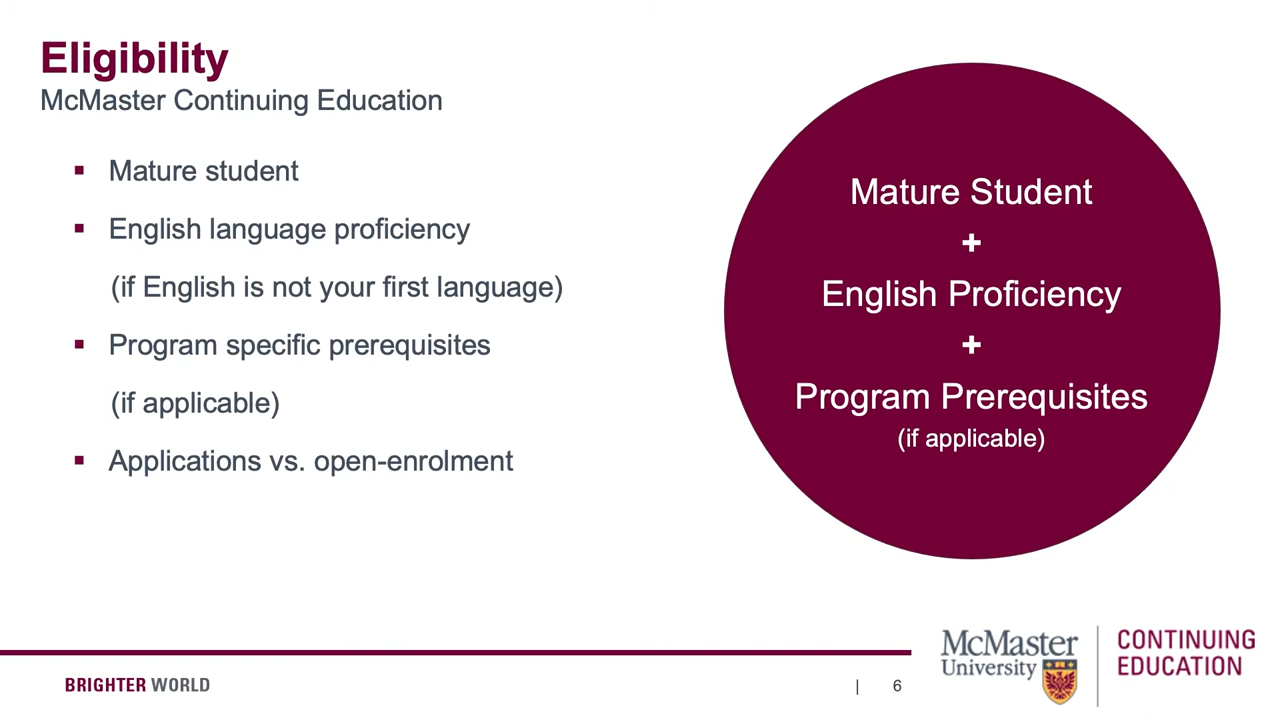 Eligibility
McMaster Continuing Education
▪ Mature student
▪ English language proficiency
(if English is not your first language)
▪ Program specific prerequisites
(if applicable)
▪ Applications vs. open-enrolment
Mature Student
+
English Proficiency
+
Program Prerequisites
(if applicable)
BRIGHTER WORLD
| 6
McMaster
University
CONTINUING
EDUCATION